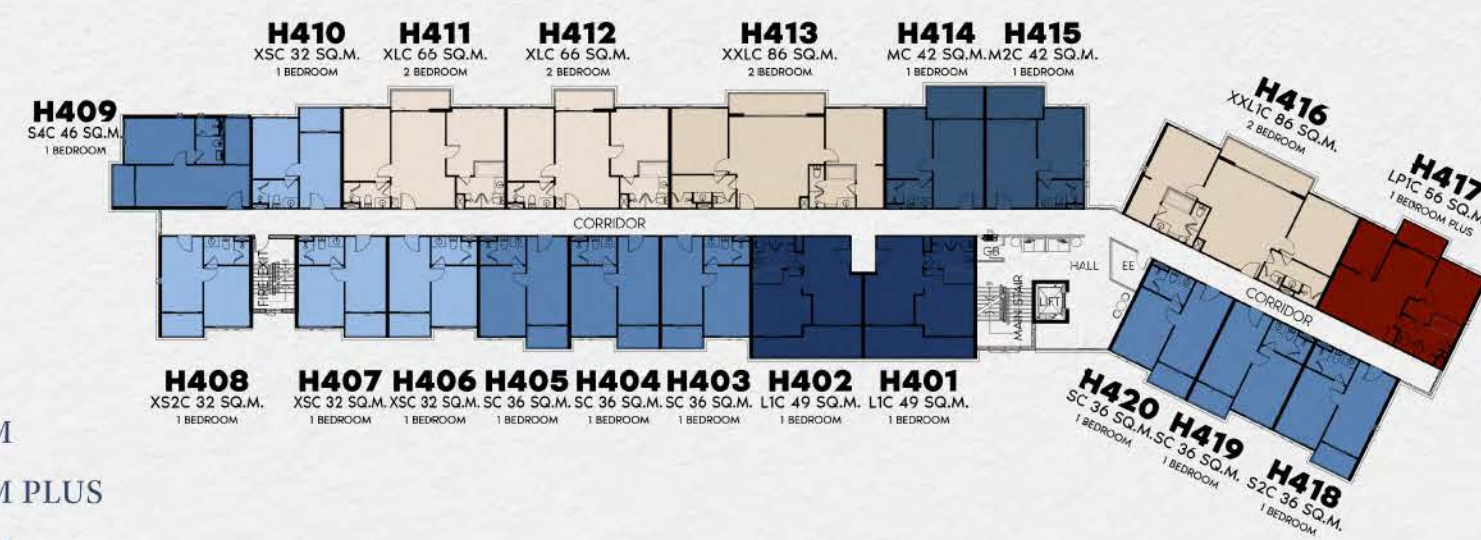 H410
XSC 32 SQ.M.
1 BEDROOM
H411
XLC 66 SQ.M.
2 BEDROOM
H412
XLC 66 SQ.M.
2 BEDROOM
H413
XXLC 86 SQ.M.
2 BEDROOM
H414
MC 42 SQ.M.
1 BEDROOM
H415
M2C 42 SQ.M.
1 BEDROOM
H409
S4C 46 SQ.M.
1 BEDROOM
H416
XXL1C 86 SQ.M.
2 BEDROOM
H417
LP1C 56 SQ.M
1 BEDROOM PLUS
CORRIDOR
FIRE EXIT
GB
HALL
EE
MAIN STAIR
LIFT
CORRIDOR
H408
XS2C 32 SQ.M.
1 BEDROOM
H407
XSC 32 SQ.M.
1 BEDROOM
H406
XSC 32 SQ.M.
1 BEDROOM
H405
SC 36 SQ.M.
1 BEDROOM
H404
SC 36 SQ.M.
1 BEDROOM
H403
SC 36 SQ.M.
1 BEDROOM
H402
L1C 49 SQ.M.
1 BEDROOM
H401
L1C 49 SQ.M.
1 BEDROOM
H420
SC 36 SQ.M.
1 BEDROOM
H419
SC 36 SQ.M.
1 BEDROOM
H418
S2C 36 SQ.M.
1 BEDROOM
M
M PLUS